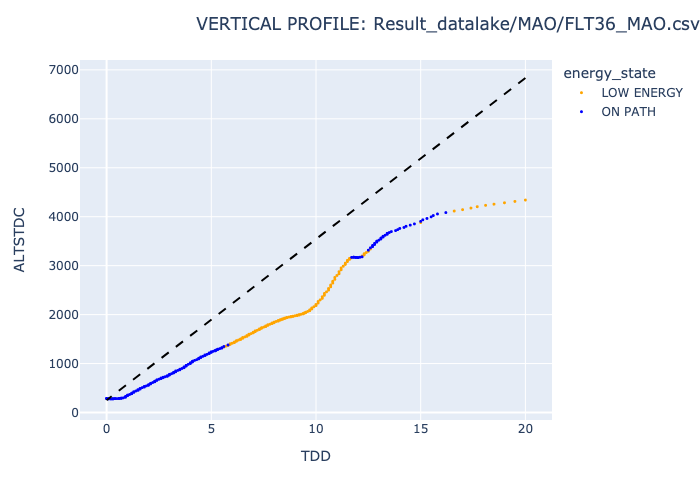 VERTICAL PROFILE: Result_datalake/MAO/FLT36_MAO.csv
energy_state
LOW ENERGY
ON PATH
7000
6000
5000
4000
3000
2000
1000
0
ALTSTDC
0
5
10
15
20
TDD